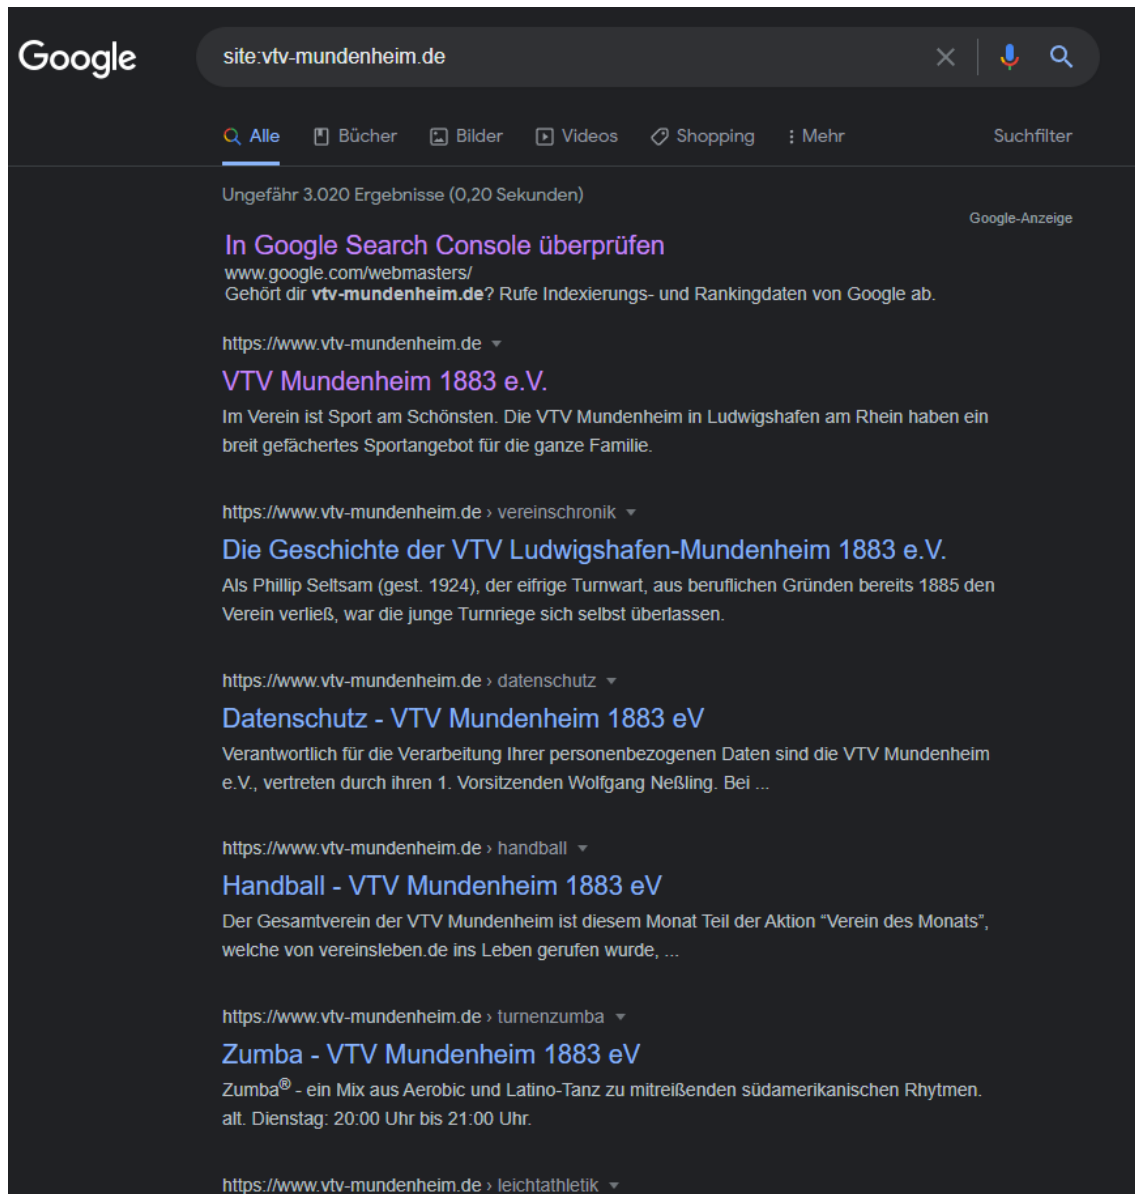 Google
site:vtv-mundenheim.de
Alle Bücher Bilder Videos Shopping Mehr Suchfilter
Ungefähr 3.020 Ergebnisse (0,20 Sekunden)
Google-Anzeige
In Google Search Console überprüfen
www.google.com/webmasters/
Gehört dir vtv-mundenheim.de? Rufe Indexierungs- und Rankingdaten von Google ab.
https://www.vtv-mundenheim.de
VTV Mundenheim 1883 e.V.
Im Verein ist Sport am Schönsten. Die VTV Mundenheim in Ludwigshafen am Rhein haben ein
breit gefächertes Sportangebot für die ganze Familie.
https://www.vtv-mundenheim.de › vereinschronik
Die Geschichte der VTV Ludwigshafen-Mundenheim 1883 e.V.
Als Phillip Seltsam (gest. 1924), der eifrige Turnwart, aus beruflichen Gründen bereits 1885 den
Verein verließ, war die junge Turnriege sich selbst überlassen.
https://www.vtv-mundenheim.de › datenschutz
Datenschutz - VTV Mundenheim 1883 eV
Verantwortlich für die Verarbeitung Ihrer personenbezogenen Daten sind die VTV Mundenheim
e.V., vertreten durch ihren 1. Vorsitzenden Wolfgang Neßling. Bei ...
https://www.vtv-mundenheim.de › handball
Handball - VTV Mundenheim 1883 eV
Der Gesamtverein der VTV Mundenheim ist diesem Monat Teil der Aktion “Verein des Monats”,
welche von vereinsleben.de ins Leben gerufen wurde, ...
https://www.vtv-mundenheim.de › turnenzumba
Zumba - VTV Mundenheim 1883 eV
Zumba® - ein Mix aus Aerobic und Latino-Tanz zu mitreißenden südamerikanischen Rhytmen.
alt. Dienstag: 20:00 Uhr bis 21:00 Uhr.
https://www.vtv-mundenheim.de › leichtathletik